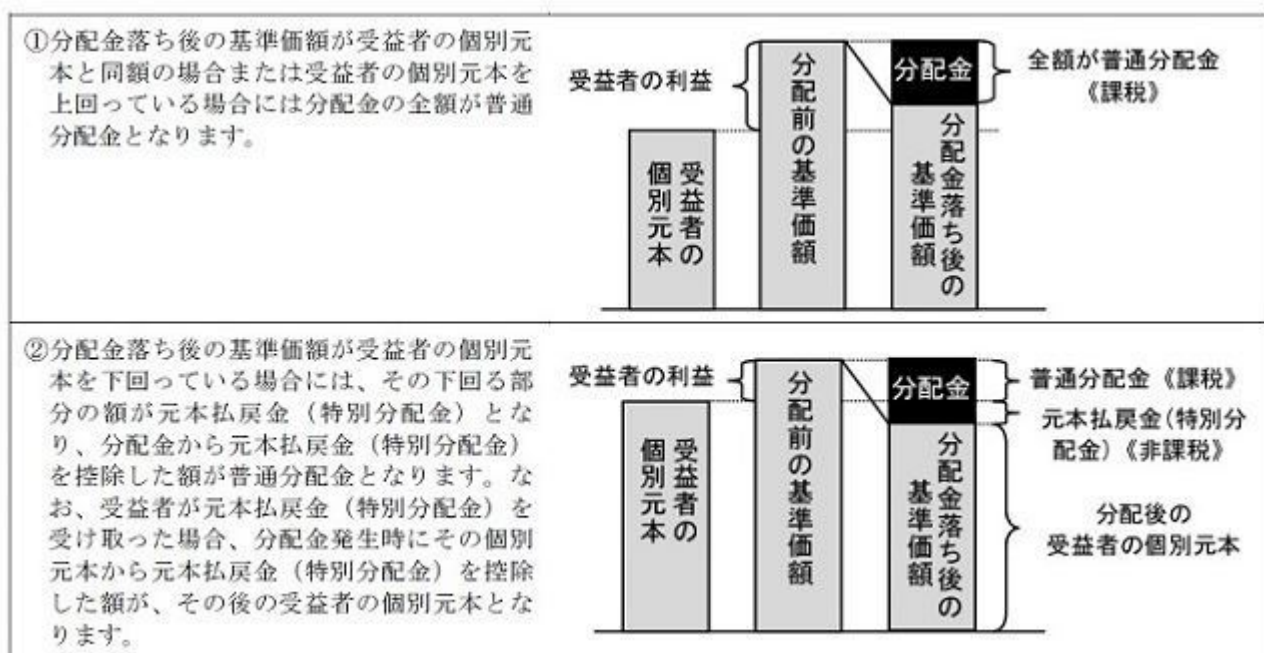 ①分配金落ち後の基準価額が受益者の個別元
本と同額の場合または受益者の個別元本を
上回っている場合には分配金の全額が普通
分配金となります。
受益者の利益
受益者の
個別元本
分配前の基準価額
分配金
分配金落ち後の
基準価額
全額が普通分配金
《課税》
②分配金落ち後の基準価額が受益者の個別元
本を下回っている場合には、その下回る部
分の額が元本払戻金（特別分配金）とな
り、分配金から元本払戻金（特別分配金）
を控除した額が普通分配金となります。な
お、受益者が元本払戻金（特別分配金）を
受け取った場合、分配金発生時にその個別
元本から元本払戻金（特別分配金）を控除
した額が、その後の受益者の個別元本とな
ります。
受益者の利益
受益者の
個別元本
分配前の基準価額
分配金
分配金落ち後の
基準価額
普通分配金《課税》
元本払戻金（特別分
配金）《非課税》
分配後の
受益者の個別元本